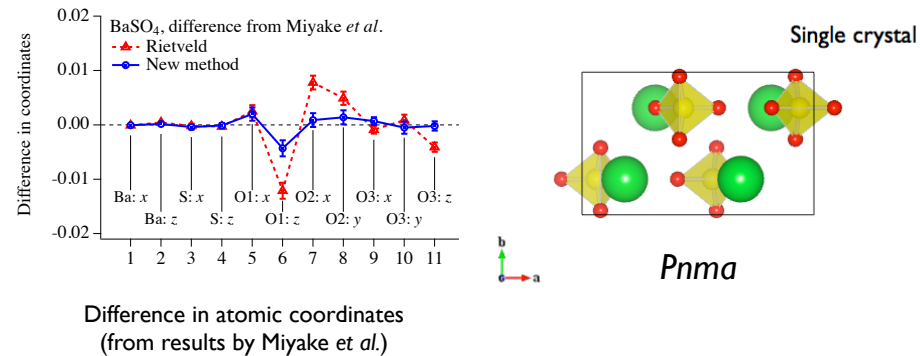 BaSO4, difference from Miyake et al.
Rietveld
New method
Difference in coordinates
0.02
0.01
0.00
-0.01
-0.02
Ba: x
Ba: z
S: x
S: z
O1: x
O1: z
O2: x
O2: y
O3: x
O3: y
O3: z
1 2 3 4 5 6 7 8 9 10 11
Difference in atomic coordinates
(from results by Miyake et al.)
Single crystal
b
a
Pnma